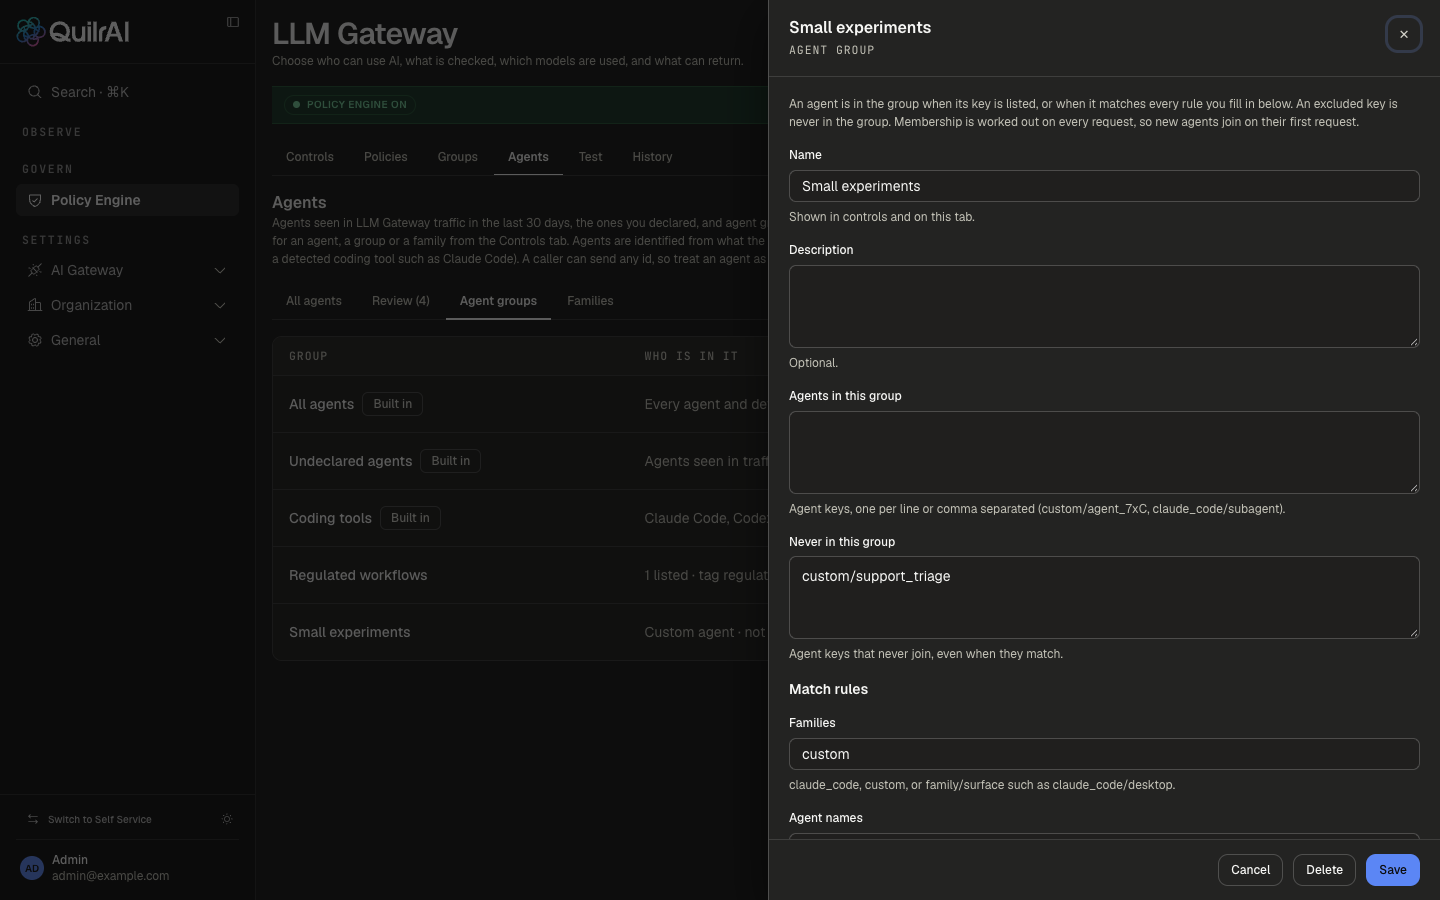 QuilrAI
Search · ⌘K
OBSERVE
GOVERN
Policy Engine
SETTINGS
AI Gateway
Organization
General
Switch to Self Service
AD
Admin
admin@example.com
LLM Gateway
Choose who can use AI, what is checked, which models are used, and what can return.
POLICY ENGINE ON
Controls
Policies
Groups
Agents
Test
History
Agents
Agents seen in LLM Gateway traffic in the last 30 days, the ones you declared, and agent g
for an agent, a group or a family from the Controls tab. Agents are identified from what the
a detected coding tool such as Claude Code). A caller can send any id, so treat an agent as
All agents
Review (4)
Agent groups
Families
GROUP
WHO IS IN IT
All agents
Built in
Every agent and de
Undeclared agents
Built in
Agents seen in traff
Coding tools
Built in
Claude Code, Code
Regulated workflows
1 listed · tag regulat
Small experiments
Custom agent · not
Small experiments
AGENT GROUP
An agent is in the group when its key is listed, or when it matches every rule you fill in below. An excluded key is
never in the group. Membership is worked out on every request, so new agents join on their first request.
Name
Small experiments
Shown in controls and on this tab.
Description
Optional.
Agents in this group
Agent keys, one per line or comma separated (custom/agent_7xC, claude_code/subagent).
Never in this group
custom/support_triage
Agent keys that never join, even when they match.
Match rules
Families
custom
claude_code, custom, or family/surface such as claude_code/desktop.
Agent names
Cancel
Delete
Save